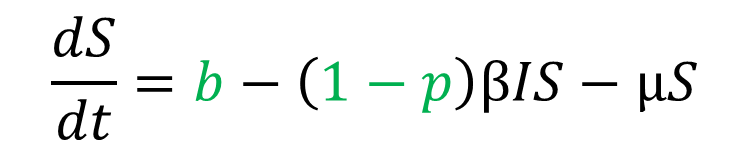 dS/dt = b − (1 − p)βIS − μS